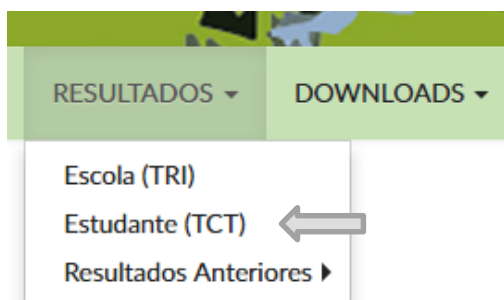 RESULTADOS DOWNLOADS
Escola (TRI)
Estudante (TCT)
Resultados Anteriores